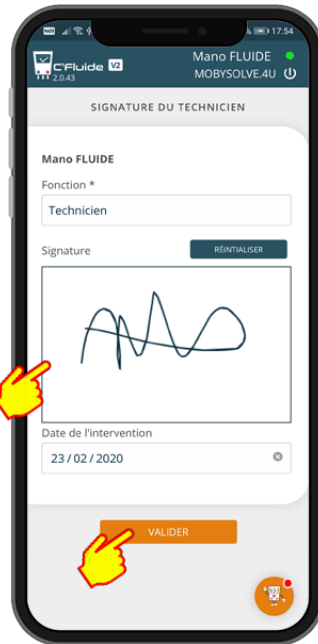 17:54
C'Fluide V2
2.0.43
Mano FLUIDE
MOBYSOLVE.4U
SIGNATURE DU TECHNICIEN
Mano FLUIDE
Fonction *
Technicien
Signature
RÉINTIALISER
Date de l'intervention
23 / 02 / 2020
VALIDER